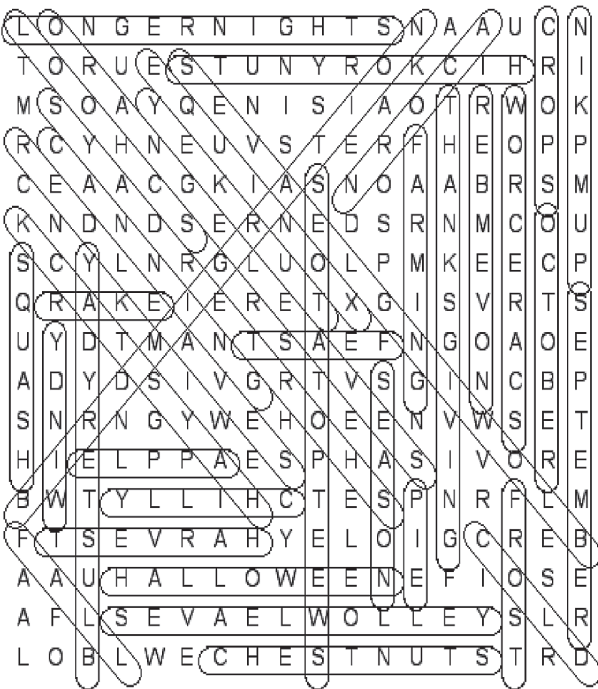 L O N G E R N I G H T S N A A U C N
T O R U E S T U N Y R O K C I H R I
M S O A Y Q E N I S I A O T R W O K
R C Y H N E U V S T E R F H E O P P
C E A A C G K I A S N O A A B R S M
K N D N D S E R N E D S R N M C O U
S C Y L N R G L U O L P M K E E C P
Q R A K E I E R E T X G I S V R T S
U Y D T M A N T S A E F N G O A O E
A D Y D S I V G R T V S G I N C B P
S N R N G Y W E H O E E N V W S E T
H I E L P P A E S P H A S I V O R E
B W T Y L L I H C T E S P N R F L M
F T S E V R A H Y E L O I G C R E B
A A U H A L L O W E E N E F I O S E
A F L S E V A E L W O L L E Y S L R
L O B L W E C H E S T N U T S T R D